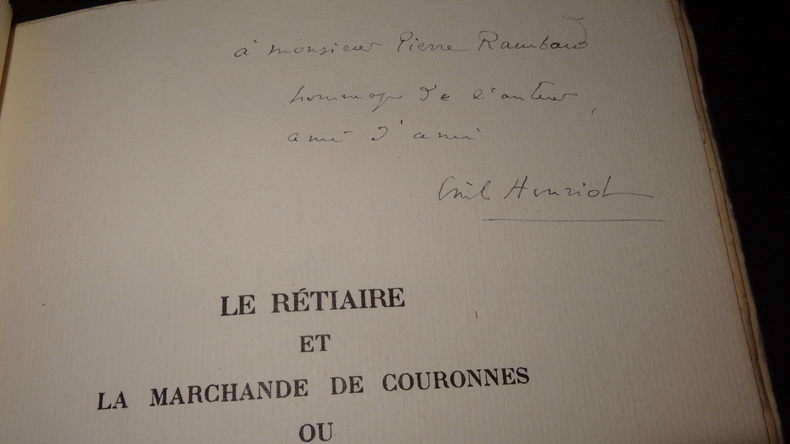 à monsieur Pierre Rambaud
hommage de l'auteur,
ami d'ami
Émile Henriot
LE RÉTIAIRE
ET
LA MARCHANDE DE COURONNES
OU